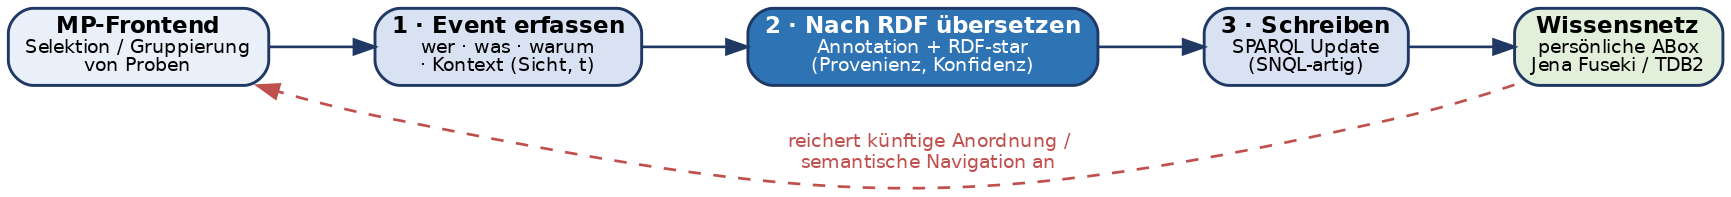 MP-Frontend
Selektion / Gruppierung
von Proben
1 · Event erfassen
wer · was · warum
· Kontext (Sicht, t)
2 · Nach RDF übersetzen
Annotation + RDF-star
(Provenienz, Konfidenz)
3 · Schreiben
SPARQL Update
(SNQL-artig)
Wissensnetz
persönliche ABox
Jena Fuseki / TDB2
reichert künftige Anordnung /
semantische Navigation an